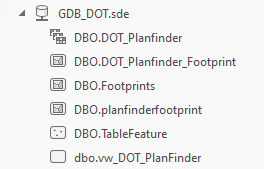 GDB_DOT.sde
DBO.DOT_Planfinder
DBO.DOT_Planfinder_Footprint
DBO.Footprints
DBO.planfinderfootprint
DBO.TableFeature
dbo.vw_DOT_PlanFinder